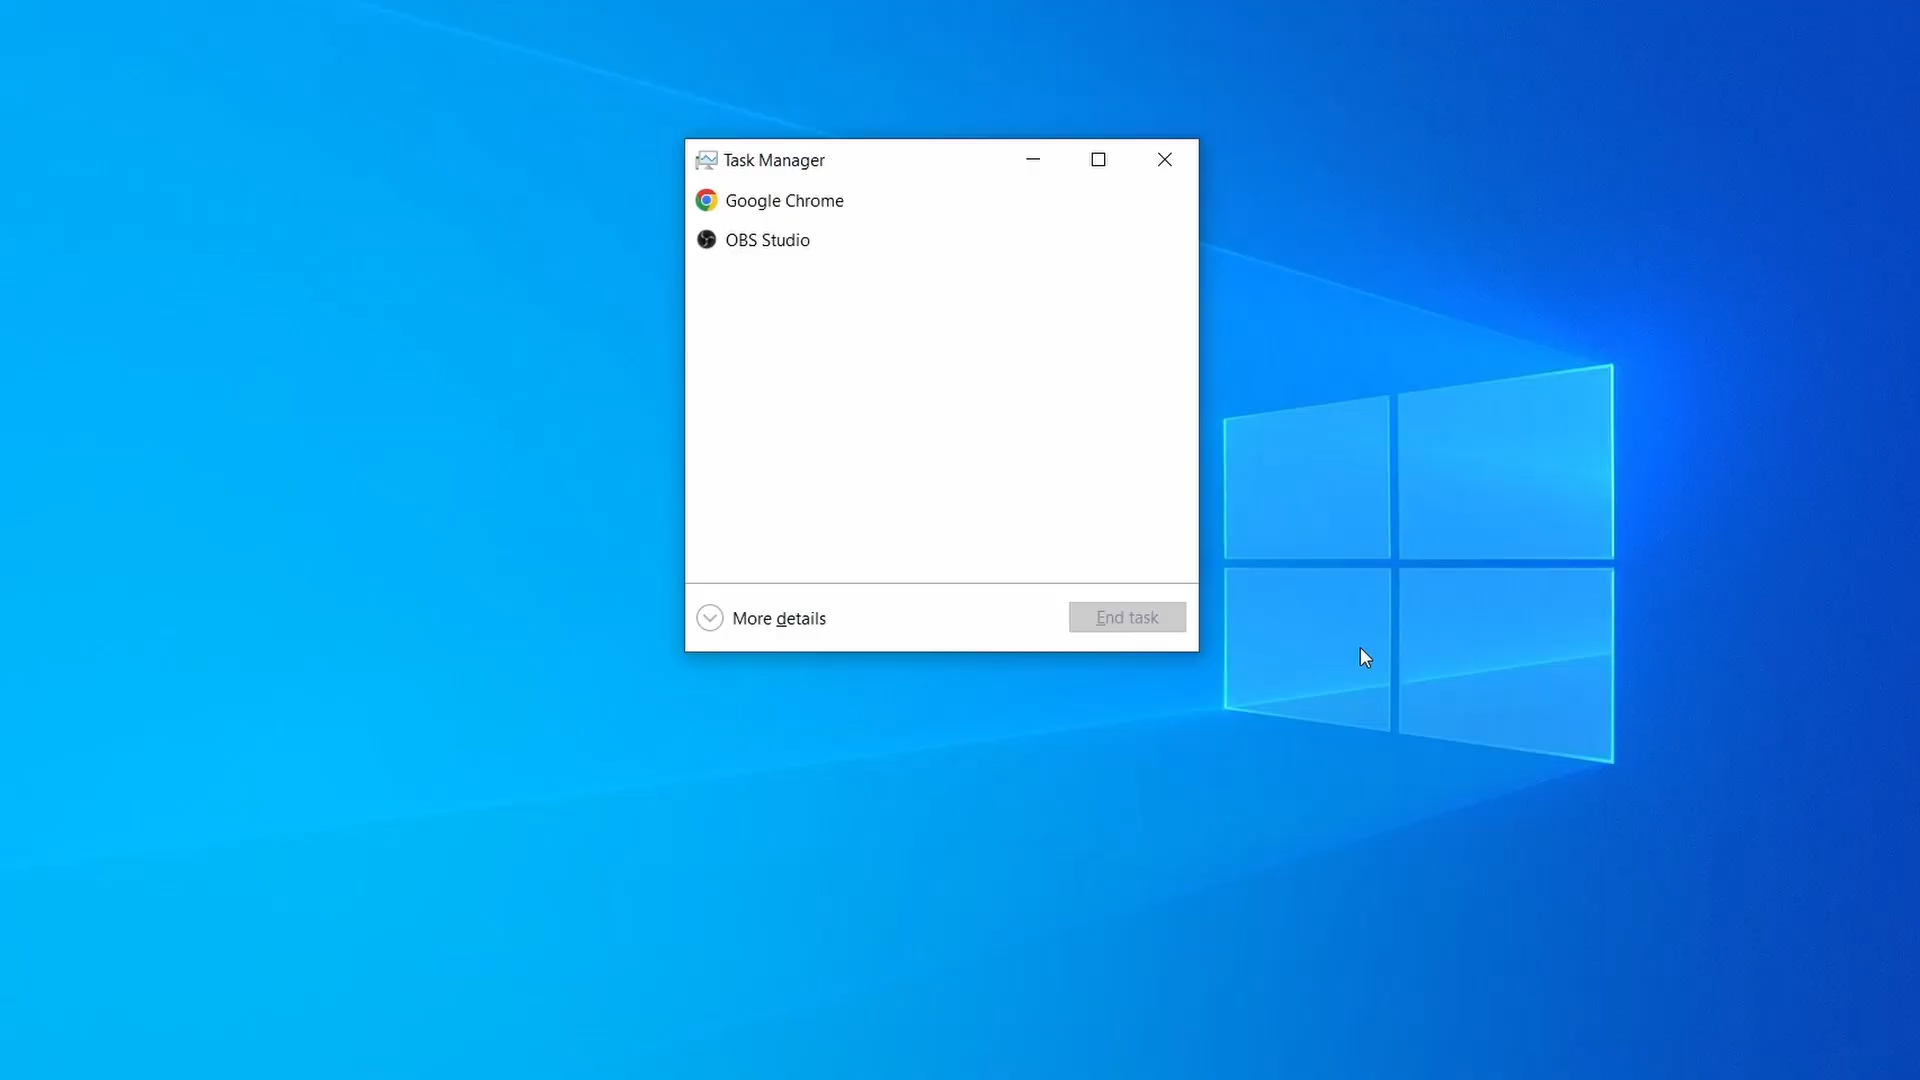 Task Manager
Google Chrome
OBS Studio
More details
End task